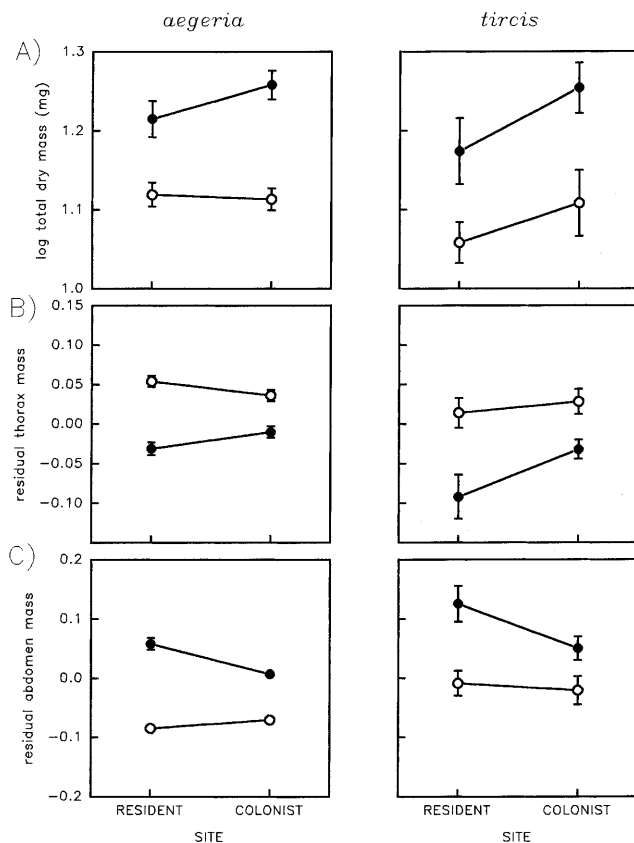 aegeria tircis
A)
1.3
1.2
1.1
1.0
log total dry mass (mg)
B)
0.15
0.10
0.05
0.00
-0.05
-0.10
residual thorax mass
C)
0.2
0.1
0.0
-0.1
-0.2
residual abdomen mass
RESIDENT COLONIST RESIDENT COLONIST
SITE SITE